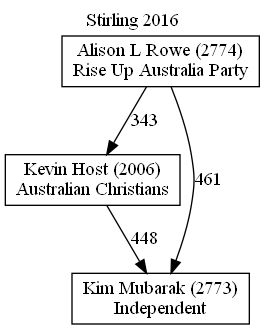 Stirling 2016
Alison L Rowe (2774)
Rise Up Australia Party
343
Kevin Host (2006)
Australian Christians
461
448
Kim Mubarak (2773)
Independent